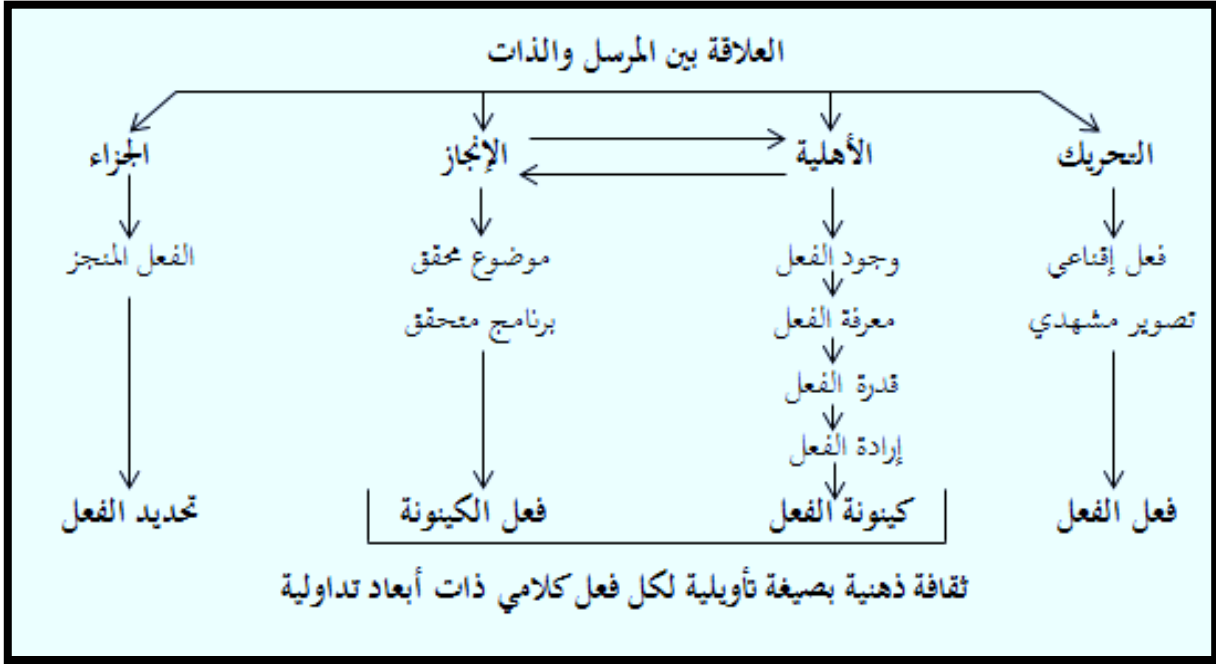 العلاقة بين المرسل والذات
التحريك الأهلية الإنجاز الجزاء
فعل إقناعي وجود الفعل موضوع محقق الفعل المنجز
تصوير مشهدي معرفة الفعل برنامج متحقق
قدرة الفعل
إرادة الفعل
فعل الفعل كينونة الفعل فعل الكينونة تحديد الفعل
ثقافة ذهنية بصيغة تأويلية لكل فعل كلامي ذات أبعاد تداولية